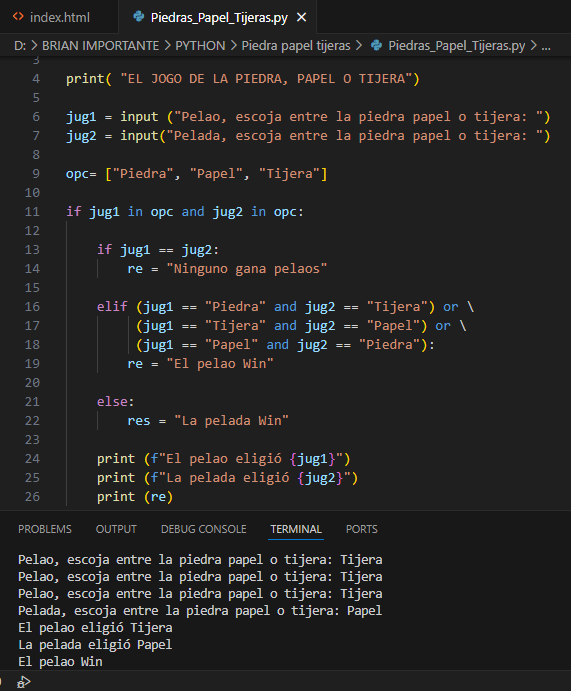 index.html Piedras_Papel_Tijeras.py
D: > BRIAN IMPORTANTE > PYTHON > Piedra papel tijeras > Piedras_Papel_Tijeras.py > ...
3
4 print( "EL JOGO DE LA PIEDRA, PAPEL O TIJERA")
5
6 jug1 = input ("Pelao, escoja entre la piedra papel o tijera: ")
7 jug2 = input("Pelada, escoja entre la piedra papel o tijera: ")
8
9 opc= ["Piedra", "Papel", "Tijera"]
10
11 if jug1 in opc and jug2 in opc:
12
13 if jug1 == jug2:
14 re = "Ninguno gana pelaos"
15
16 elif (jug1 == "Piedra" and jug2 == "Tijera") or \
17 (jug1 == "Tijera" and jug2 == "Papel") or \
18 (jug1 == "Papel" and jug2 == "Piedra"):
19 re = "El pelao Win"
20
21 else:
22 res = "La pelada Win"
23
24 print (f"El pelao eligió {jug1}")
25 print (f"La pelada eligió {jug2}")
26 print (re)
PROBLEMS OUTPUT DEBUG CONSOLE TERMINAL PORTS
Pelao, escoja entre la piedra papel o tijera: Tijera
Pelao, escoja entre la piedra papel o tijera: Tijera
Pelao, escoja entre la piedra papel o tijera: Tijera
Pelada, escoja entre la piedra papel o tijera: Papel
El pelao eligió Tijera
La pelada eligió Papel
El pelao Win